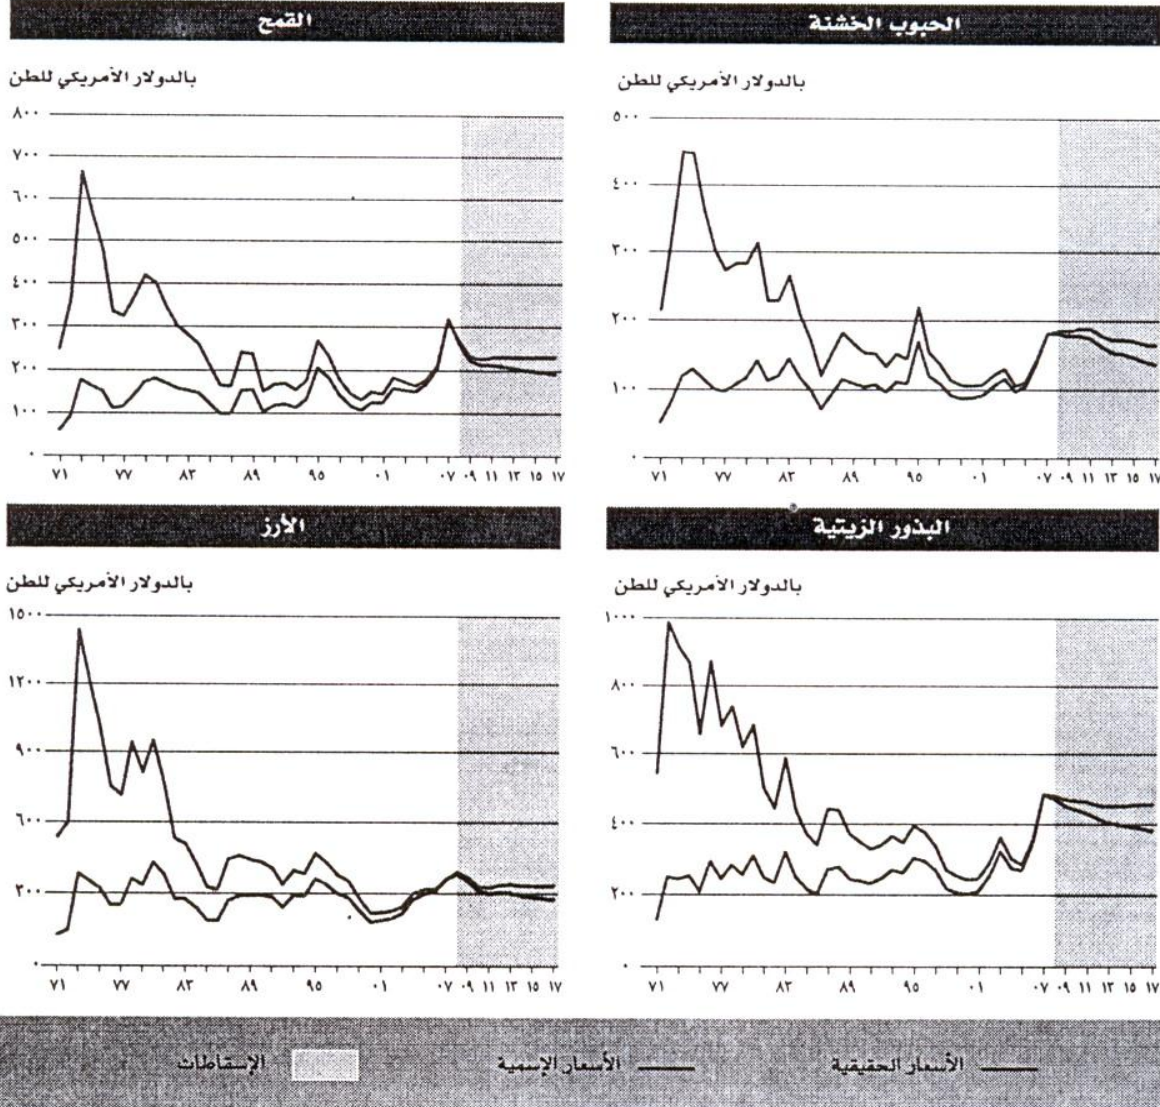 القمح
بالدولار الأمريكي للطن
٨٠٠
٧٠٠
٦٠٠
٥٠٠
٤٠٠
٣٠٠
٢٠٠
١٠٠
٠
٧١ ٧٧ ٨٣ ٨٩ ٩٥ ٠١ ٠٧ ٠٩ ١١ ١٣ ١٥ ١٧
الحبوب الخشنة
بالدولار الأمريكي للطن
٥٠٠
٤٠٠
٣٠٠
٢٠٠
١٠٠
٠
٧١ ٧٧ ٨٣ ٨٩ ٩٥ ٠١ ٠٧ ٠٩ ١١ ١٣ ١٥ ١٧
الأرز
بالدولار الأمريكي للطن
١٥٠٠
١٢٠٠
٩٠٠
٦٠٠
٣٠٠
٠
٧١ ٧٧ ٨٣ ٨٩ ٩٥ ٠١ ٠٧ ٠٩ ١١ ١٣ ١٥ ١٧
البذور الزيتية
بالدولار الأمريكي للطن
١٠٠٠
٨٠٠
٦٠٠
٤٠٠
٢٠٠
٠
٧١ ٧٧ ٨٣ ٨٩ ٩٥ ٠١ ٠٧ ٠٩ ١١ ١٣ ١٥ ١٧
الأسعار الحقيقية
الأسعار الإسمية
الإسقاطات